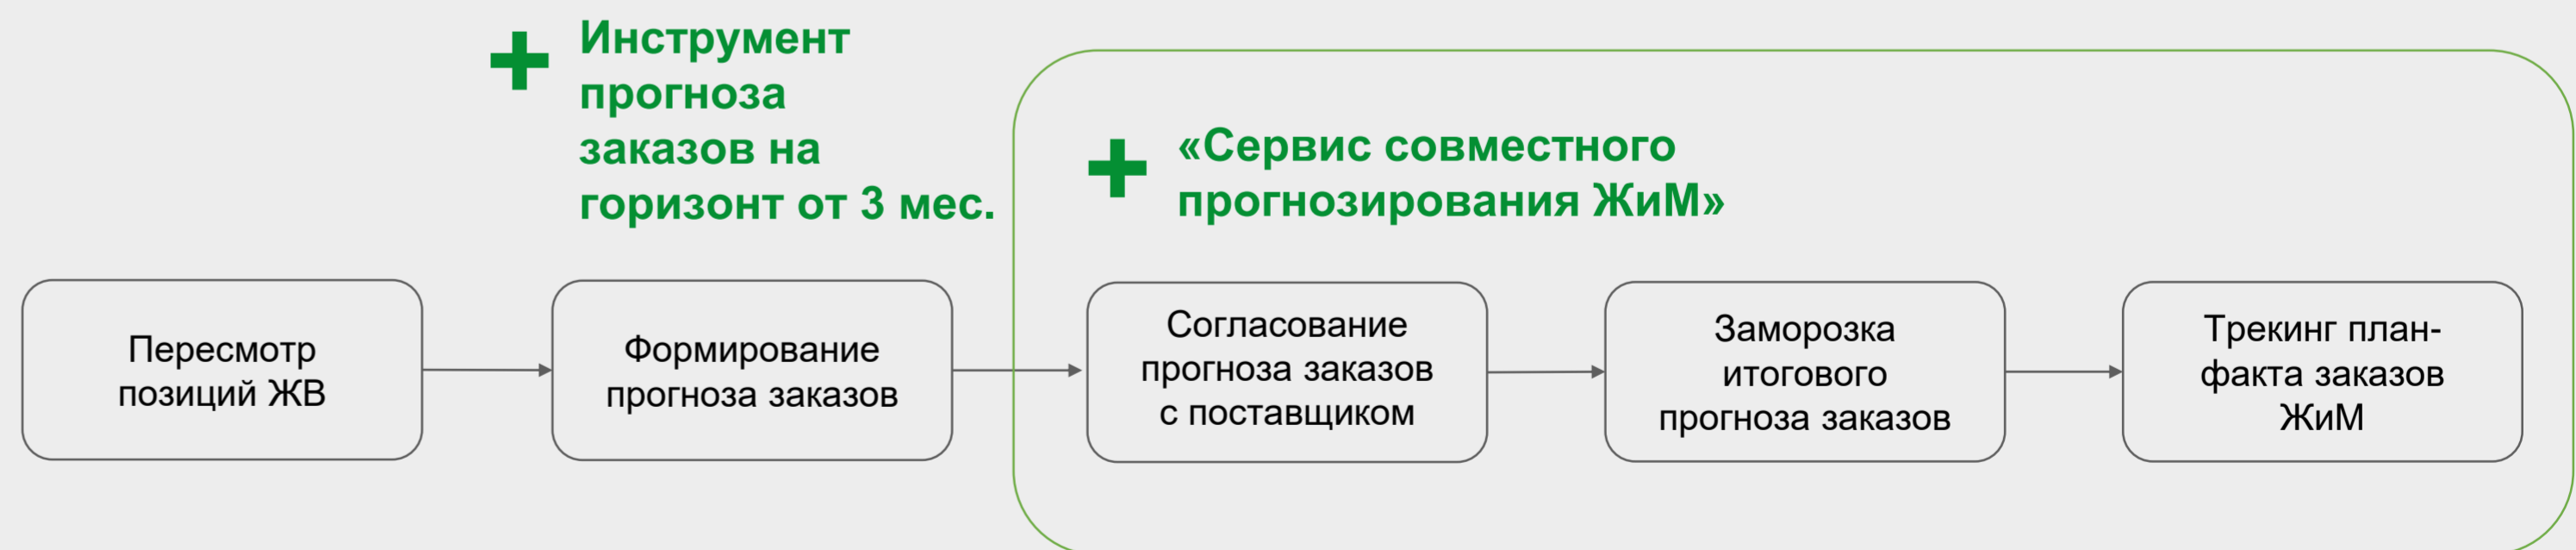 Инструмент
прогноза
заказов на
горизонт от 3 мес.
«Сервис совместного
прогнозирования ЖиМ»
Пересмотр
позиций ЖВ
Формирование
прогноза заказов
Согласование
прогноза заказов
с поставщиком
Заморозка
итогового
прогноза заказов
Трекинг план-
факта заказов
ЖиМ